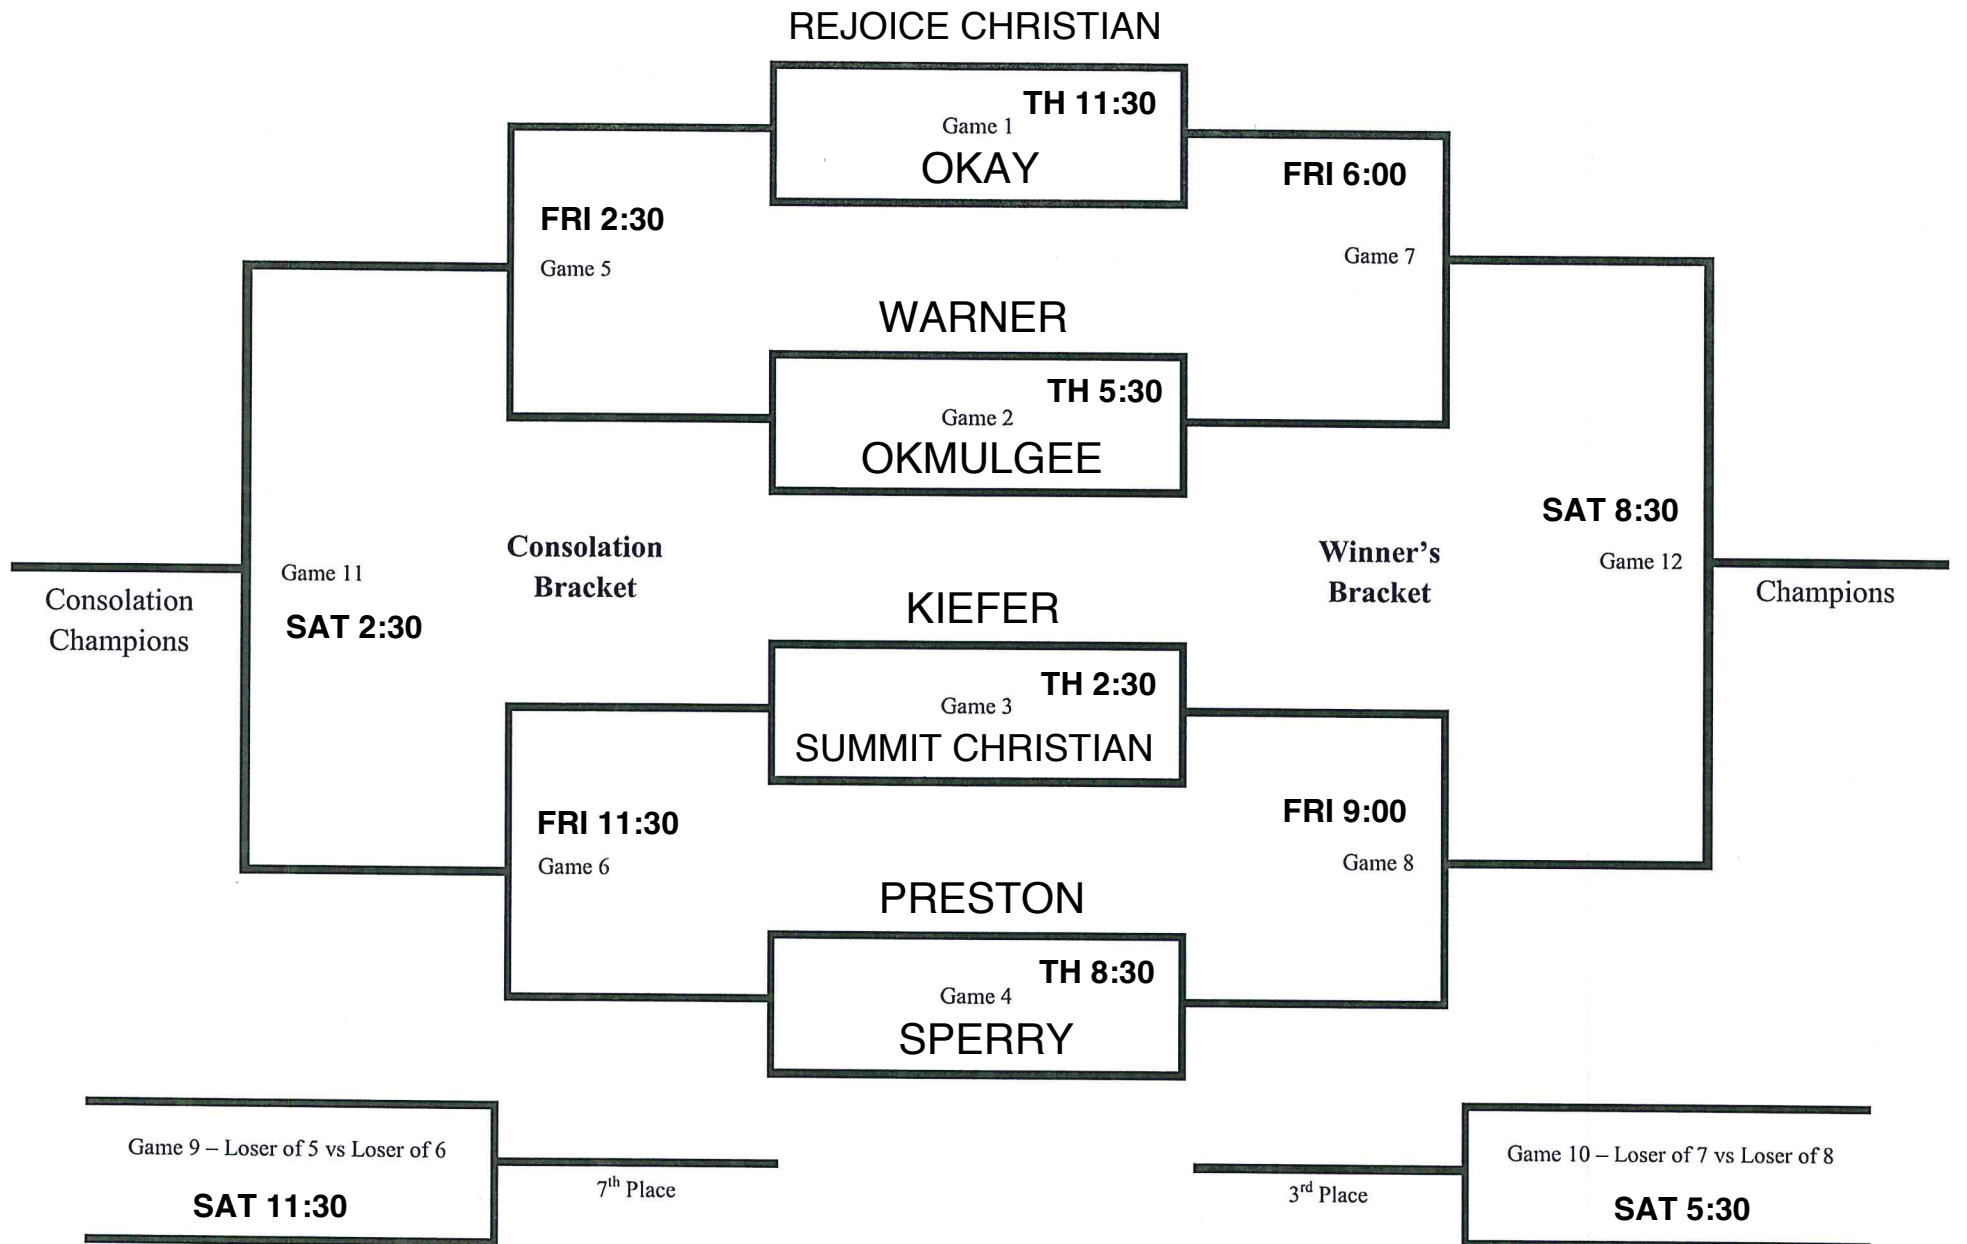 REJOICE CHRISTIAN
TH 11:30
Game 1
OKAY
FRI 6:00
FRI 2:30
Game 5
Game 7
WARNER
TH 5:30
Game 2
OKMULGEE
SAT 8:30
Game 12
Consolation
Bracket
Winner's
Bracket
Game 11
SAT 2:30
Consolation
Champions
Champions
KIEFER
TH 2:30
Game 3
SUMMIT CHRISTIAN
FRI 11:30
Game 6
FRI 9:00
Game 8
PRESTON
TH 8:30
Game 4
SPERRY
Game 9 – Loser of 5 vs Loser of 6
SAT 11:30
7th Place
3rd Place
Game 10 – Loser of 7 vs Loser of 8
SAT 5:30